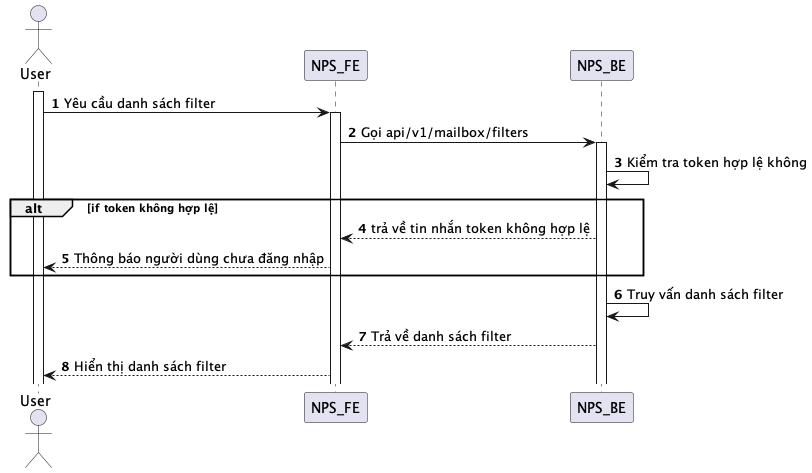 User
NPS_FE
NPS_BE
1 Yêu cầu danh sách filter
2 Gọi api/v1/mailbox/filters
3 Kiểm tra token hợp lệ không
alt [if token không hợp lệ]
4 trả về tin nhắn token không hợp lệ
5 Thông báo người dùng chưa đăng nhập
6 Truy vấn danh sách filter
7 Trả về danh sách filter
8 Hiển thị danh sách filter
User
NPS_FE
NPS_BE